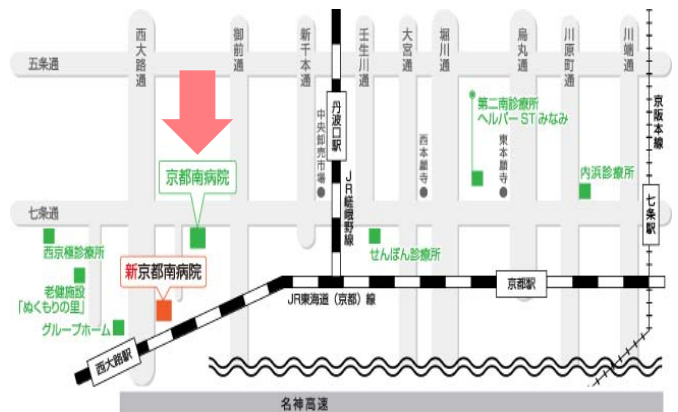 西大路通
御前通
新千本通
壬生川通
大宮通
堀川通
烏丸通
川原町通
川端通
五条通
丹波口駅
京阪本線
第二南診療所
ヘルパーSTみなみ
中央卸売市場
西本願寺
東本願寺
京都南病院
内浜診療所
JR嵯峨野線
七条通
七条駅
西京極診療所
せんぼん診療所
新京都南病院
老健施設
「ぬくもりの里」
京都駅
JR東海道(京都)線
グループホーム
西大路駅
名神高速